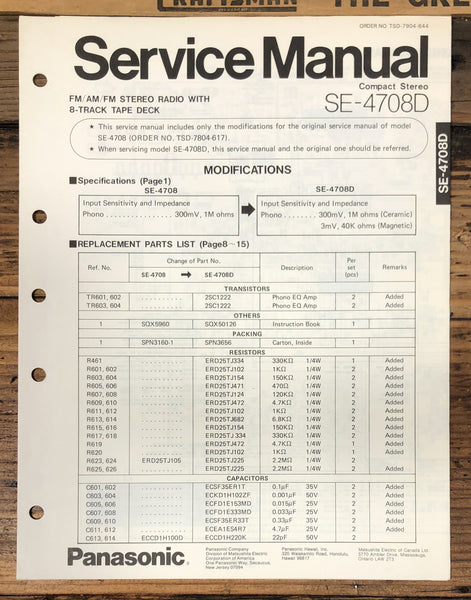 CRAFTSMAN THE GRE
ORDER NO. TSD-7904-644
Service Manual
Compact Stereo
FM/AM/FM STEREO RADIO WITH
8-TRACK TAPE DECK
SE-4708D
★ This service manual includes only the modifications for the original service manual of model
SE-4708 (ORDER NO. TSD-7804-617).
★ When servicing model SE-4708D, this service manual and the original one should be referred.
SE-4708D
MODIFICATIONS
■Specifications (Page1)
SE-4708 SE-4708D
Input Sensitivity and Impedance Input Sensitivity and Impedance
Phono .............. 300mV, 1M ohms Phono ........ 300mV, 1M ohms (Ceramic)
3mV, 40K ohms (Magnetic)
■REPLACEMENT PARTS LIST (Page8~15)
Ref. No. Change of Part No. Description Per set (pcs) Remarks
SE-4708 → SE-4708D
TRANSISTORS
TR601, 602 .......... 2SC1222 Phono EQ Amp 2 Added
TR603, 604 .......... 2SC1222 Phono EQ Amp 2 Added
OTHERS
1 SQX5960 SQX50126 Instruction Book 1
PACKING
1 SPN3160-1 SPN3656 Carton, Inside 1
RESISTORS
R461 .......... ERD25TJ334 330KΩ 1/4W 1 Added
R601, 602 .......... ERD25TJ102 1KΩ 1/4W 2 Added
R603, 604 .......... ERD25TJ154 150KΩ 1/4W 2 Added
R605, 606 .......... ERD25TJ471 470Ω 1/4W 2 Added
R607, 608 .......... ERD25TJ124 120KΩ 1/4W 2 Added
R609, 610 .......... ERD25TJ472 4.7KΩ 1/4W 2 Added
R611, 612 .......... ERD25TJ102 1KΩ 1/4W 2 Added
R613, 614 .......... ERD25TJ682 6.8KΩ 1/4W 2 Added
R615, 616 .......... ERD25TJ154 150KΩ 1/4W 2 Added
R617, 618 .......... ERD25TJ334 330KΩ 1/4W 2 Added
R619 .......... ERD25TJ472 4.7KΩ 1/4W 1 Added
R620 .......... ERD25TJ102 1KΩ 1/4W 1 Added
R623, 624 ERD25TJ105 ERD25TJ225 2.2MΩ 1/4W 2
R625, 626 .......... ERD25TJ225 2.2MΩ 1/4W 2 Added
CAPACITORS
C601, 602 .......... ECSF35ER1T 0.1μF 35V 2 Added
C603, 604 .......... ECKD1H102ZF 0.001μF 50V 2 Added
C605, 606 .......... ECFD1E153MD 0.015μF 25V 2 Added
C607, 608 .......... ECFD1E333MD 0.033μF 25V 2 Added
C609, 610 .......... ECSF35ER33T 0.33μF 35V 2 Added
C611, 612 .......... ECEA1ES4R7 4.7μF 25V 2 Added
C613, 614 ECCD1H100D ECCD1H220K 22pF 50V 2
Panasonic
Panasonic Company
Division of Matsushita Electric
Corporation of America
One Panasonic Way, Secaucus,
New Jersey 07094
Panasonic Hawaii, Inc.
320 Waiakamilo Road, Honolulu,
Hawaii 96817
Matsushita Electric of Canada Ltd.
5770 Ambler Drive, Mississauga,
Ontario L4W 2T3